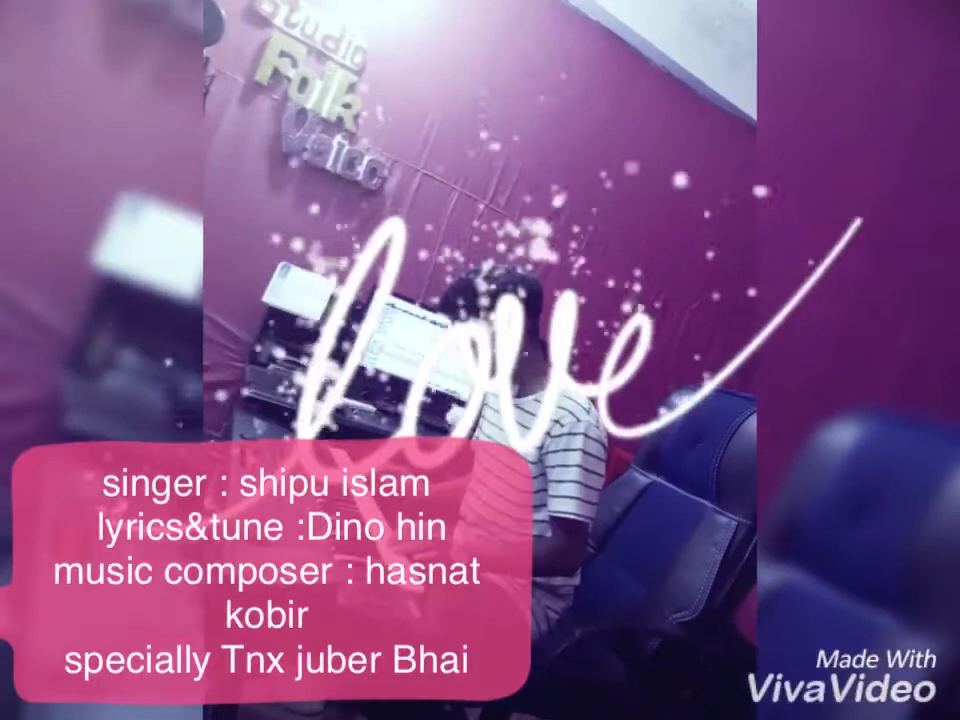 Studio
Folk
Voice
love
singer : shipu islam
lyrics&tune :Dino hin
music composer : hasnat
kobir
specially Tnx juber Bhai
Made With
VivaVideo